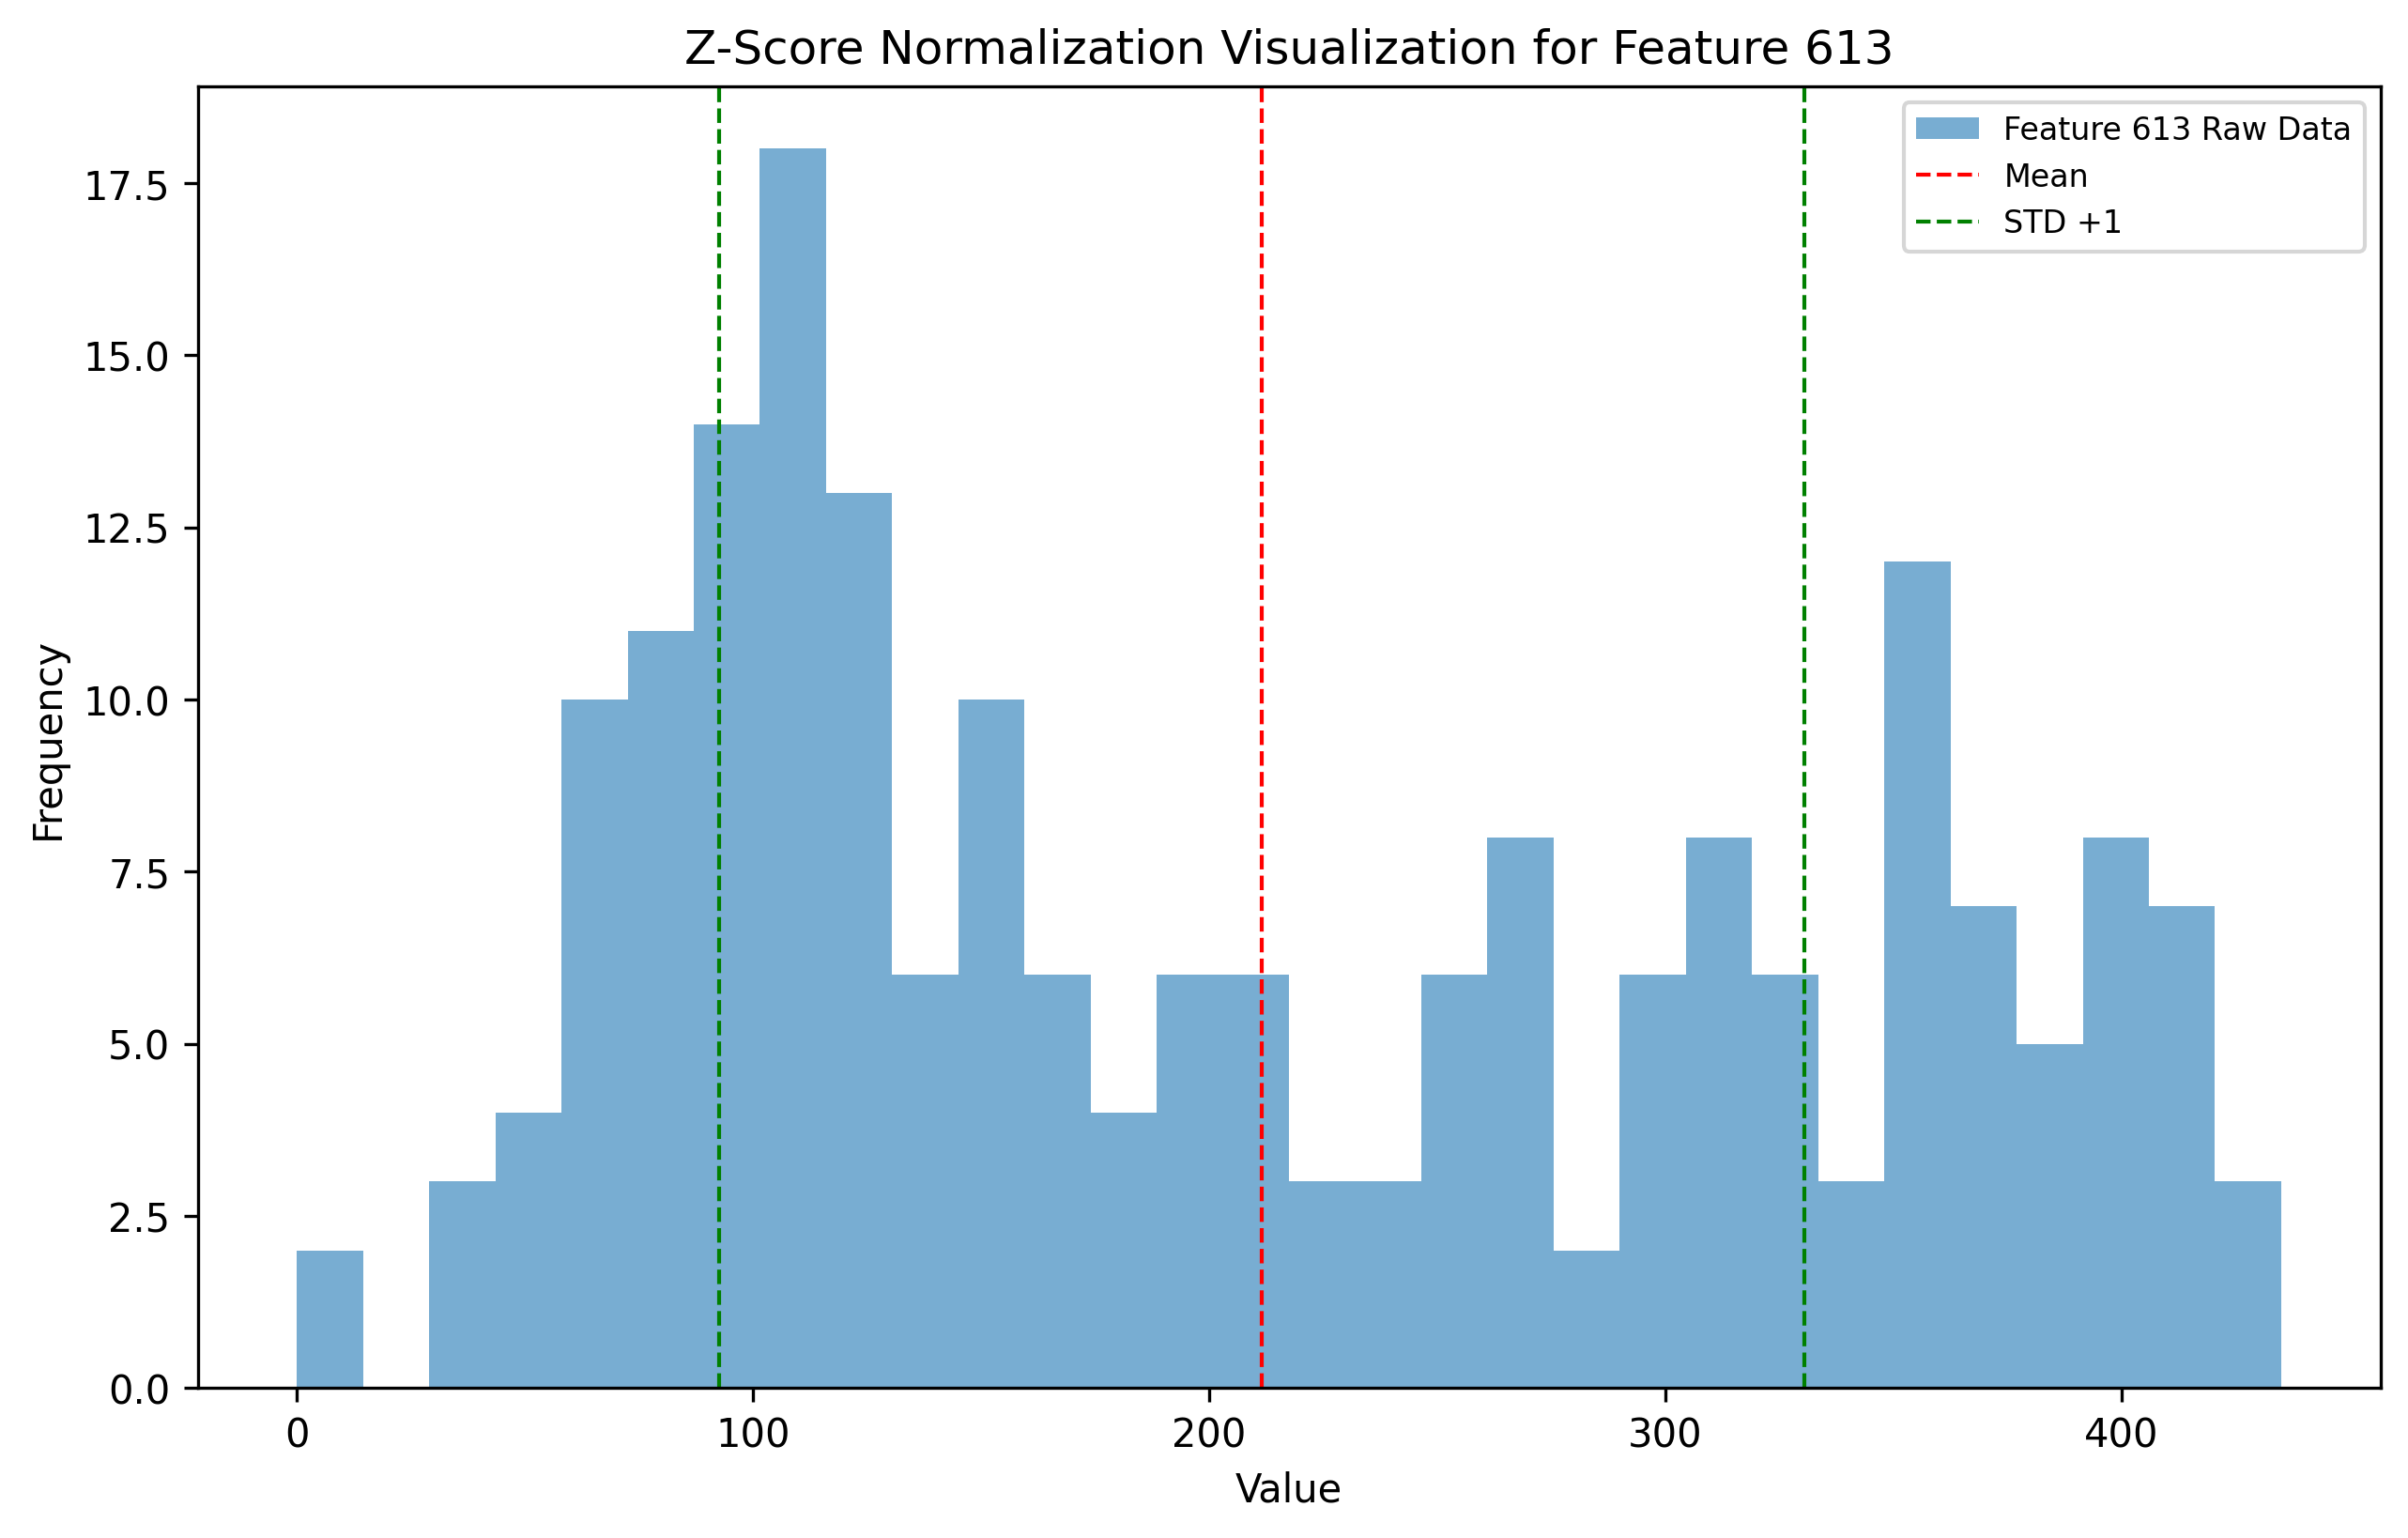 Z-Score Normalization Visualization for Feature 613
Feature 613 Raw Data
Mean
STD +1
17.5
15.0
12.5
10.0
7.5
5.0
2.5
0.0
Frequency
0 100 200 300 400
Value